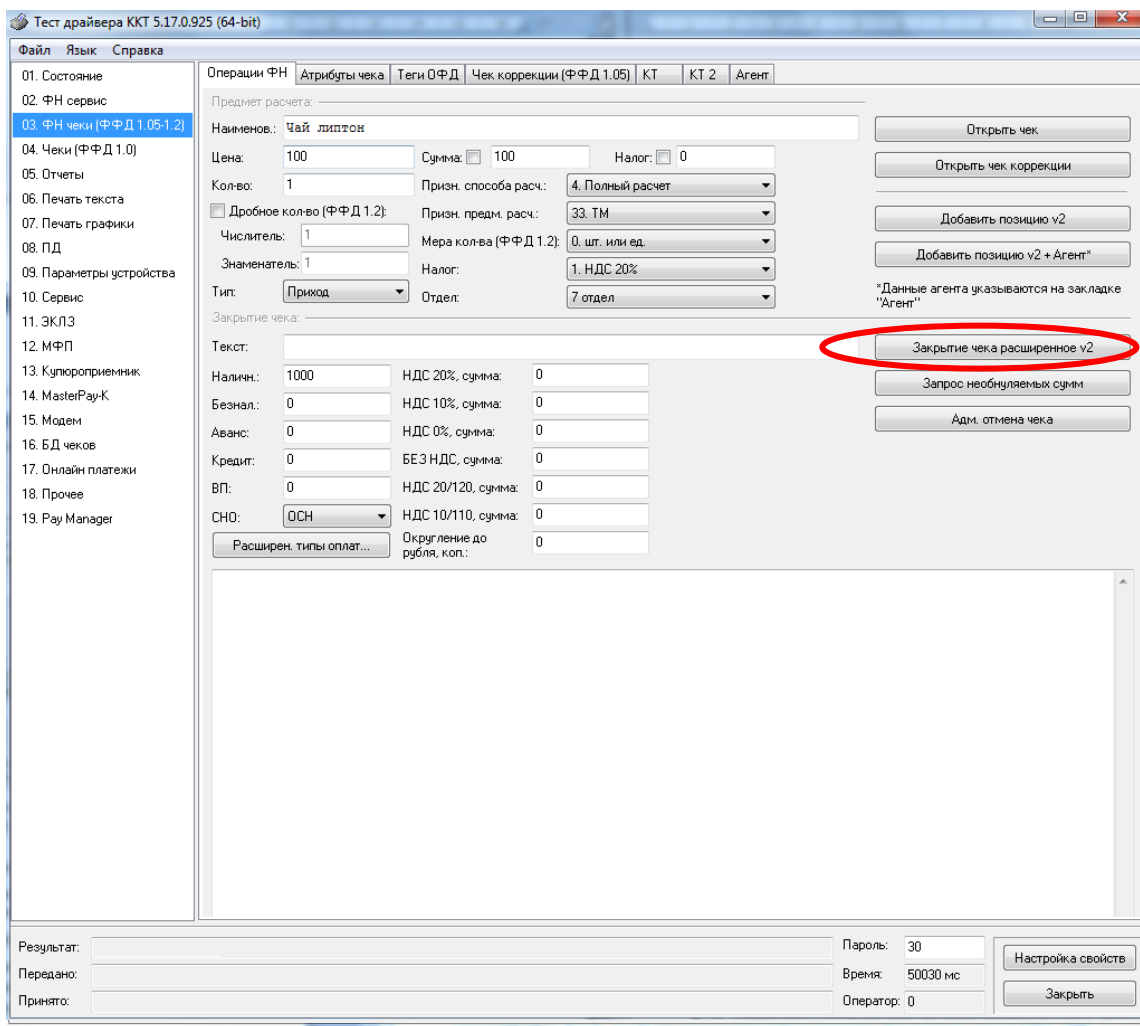 Тест драйвера ККТ 5.17.0.925 (64-bit)
Файл Язык Справка
01. Состояние
02. ФН сервис
03. ФН чеки (ФФД 1.05-1.2)
04. Чеки (ФФД 1.0)
05. Отчеты
06. Печать текста
07. Печать графики
08. ПД
09. Параметры устройства
10. Сервис
11. ЭКЛЗ
12. МФП
13. Купюроприемник
14. MasterPay-K
15. Модем
16. БД чеков
17. Онлайн платежи
18. Прочее
19. Pay Manager
Операции ФН Атрибуты чека Теги ОФД Чек коррекции (ФФД 1.05) КТ КТ 2 Агент
Предмет расчета:
Наименов.: Чай липтон
Цена: 100 Сумма: 100 Налог: 0
Кол-во: 1 Призн. способа расч.: 4. Полный расчет
Дробное кол-во (ФФД 1.2): Призн. предм. расч.: 33. ТМ
Числитель: 1 Мера кол-ва (ФФД 1.2): 0. шт. или ед.
Знаменатель: 1 Налог: 1. НДС 20%
Тип: Приход Отдел: 7 отдел
Открыть чек
Открыть чек коррекции
Добавить позицию v2
Добавить позицию v2 + Агент*
*Данные агента указываются на закладке
"Агент"
Закрытие чека:
Текст:
Наличн.: 1000 НДС 20%, сумма: 0
Безнал.: 0 НДС 10%, сумма: 0
Аванс: 0 НДС 0%, сумма: 0
Кредит: 0 БЕЗ НДС, сумма: 0
ВП: 0 НДС 20/120, сумма: 0
СНО: ОСН НДС 10/110, сумма: 0
Расширен. типы оплат... Округление до
рубля, коп.: 0
Закрытие чека расширенное v2
Запрос необнуляемых сумм
Адм. отмена чека
Результат: Пароль: 30
Передано: Время: 50030 мс
Принято: Оператор: 0
Настройка свойств
Закрыть